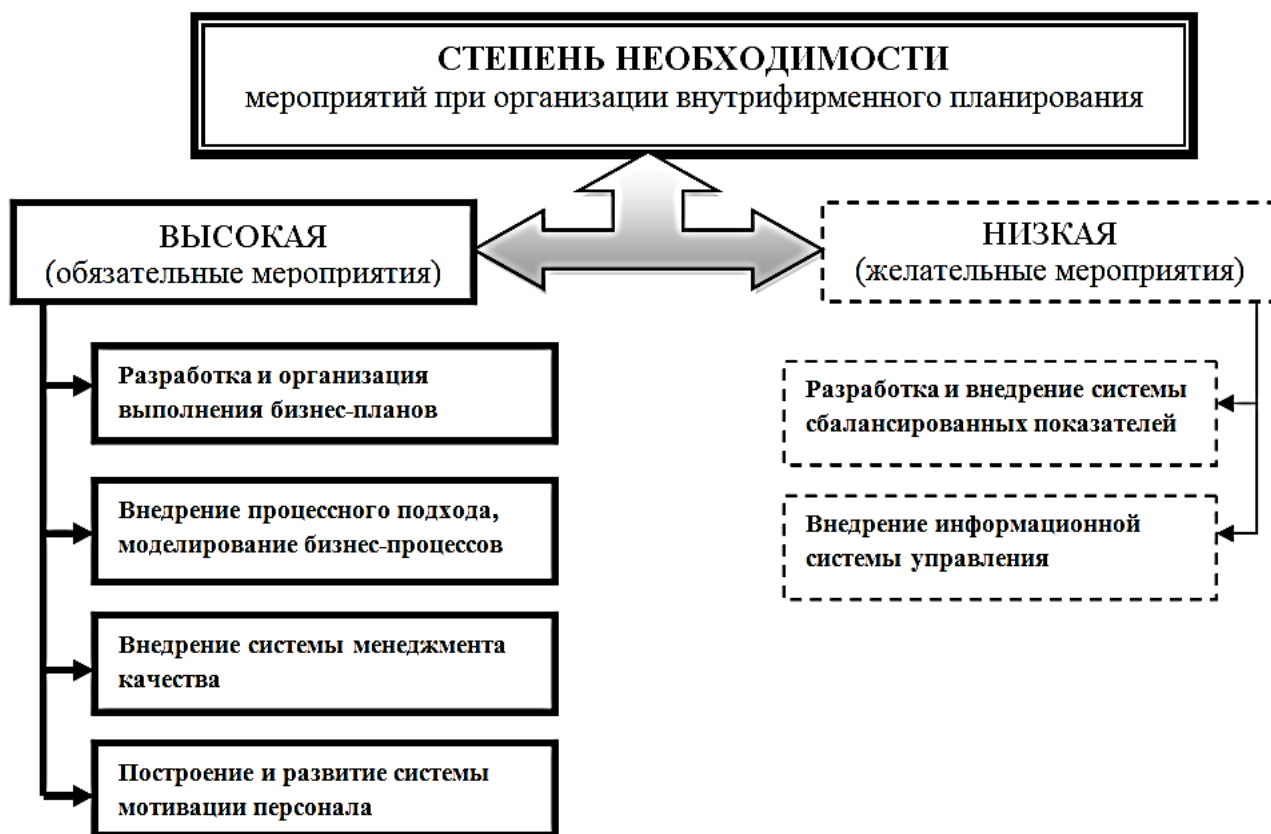 СТЕПЕНЬ НЕОБХОДИМОСТИ
мероприятий при организации внутрифирменного планирования
ВЫСОКАЯ
(обязательные мероприятия)
Разработка и организация
выполнения бизнес-планов
Внедрение процессного подхода,
моделирование бизнес-процессов
Внедрение системы менеджмента
качества
Построение и развитие системы
мотивации персонала
НИЗКАЯ
(желательные мероприятия)
Разработка и внедрение системы
сбалансированных показателей
Внедрение информационной
системы управления